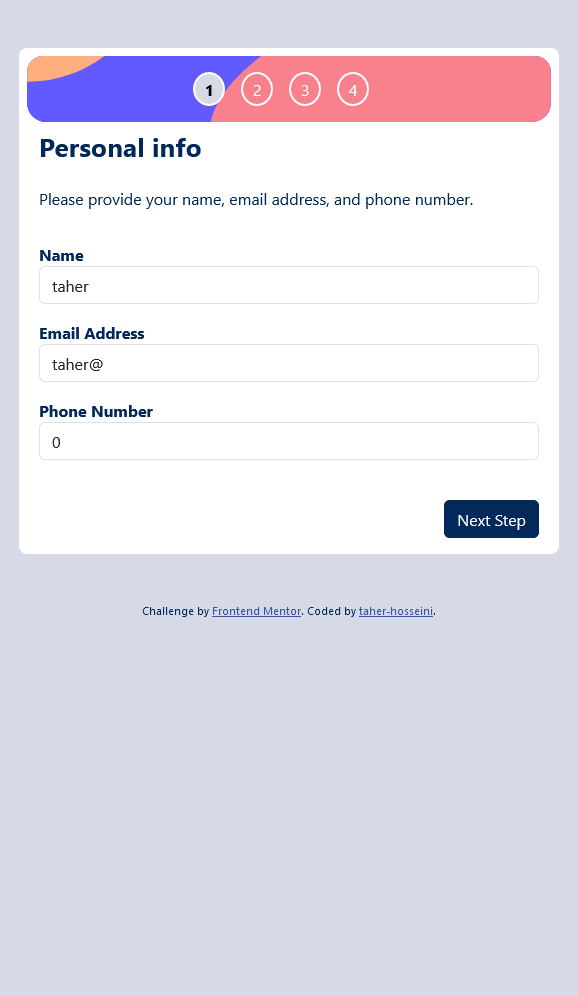 1 2 3 4
Personal info
Please provide your name, email address, and phone number.
Name
taher
Email Address
taher@
Phone Number
0
Next Step
Challenge by Frontend Mentor. Coded by taher-hosseini.